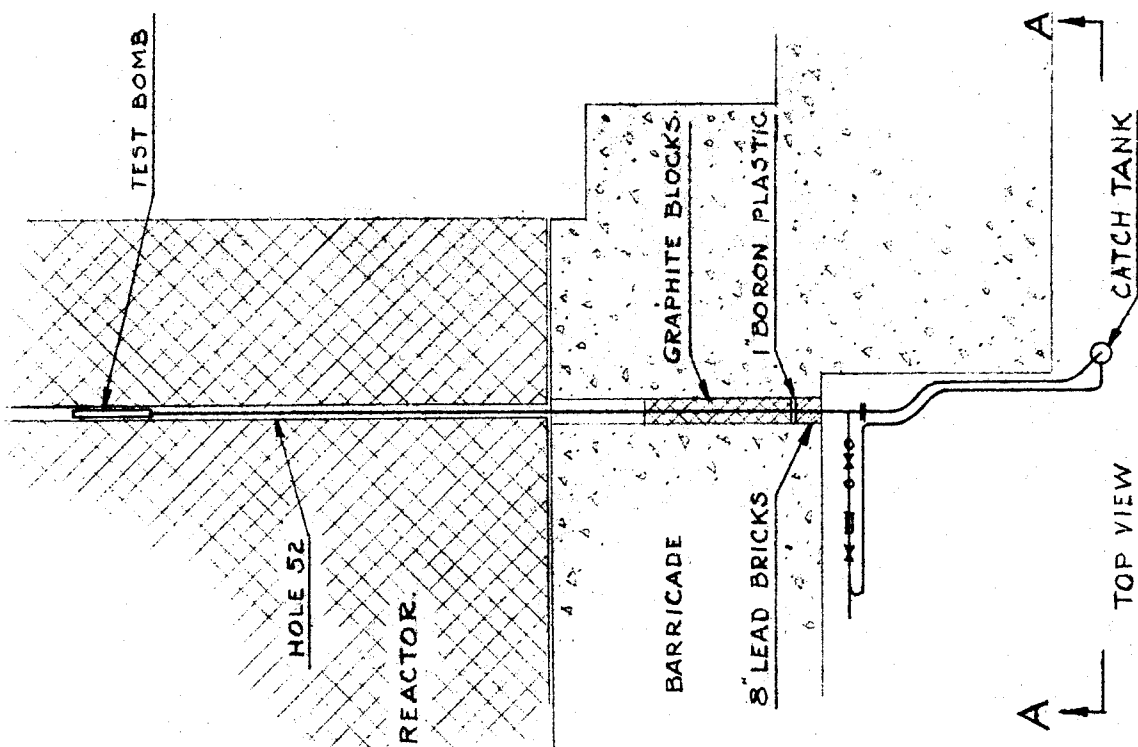 TEST BOMB
HOLE 52
REACTOR.
GRAPHITE BLOCKS.
1" BORON PLASTIC
BARRICADE
8" LEAD BRICKS
A
A
CATCH TANK
TOP VIEW